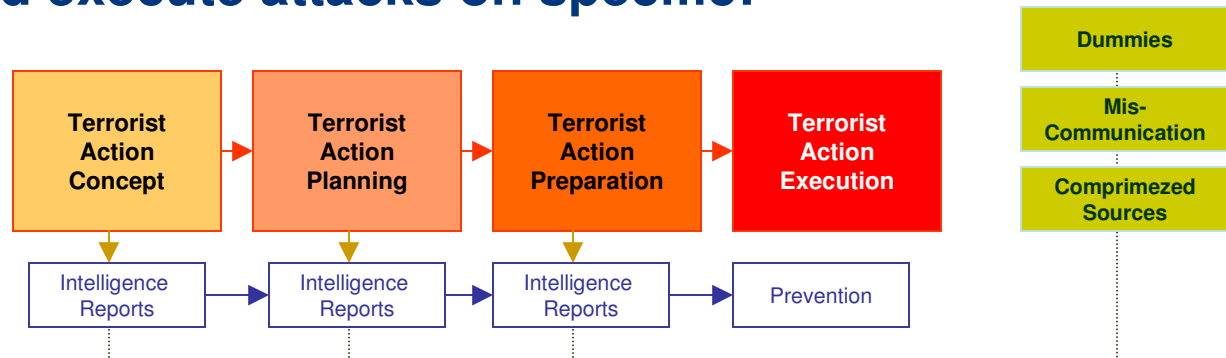 execute attacks on specific:
Dummies
Mis-
Communication
Comprimezed
Sources
Terrorist
Action
Concept
Terrorist
Action
Planning
Terrorist
Action
Preparation
Terrorist
Action
Execution
Intelligence
Reports
Intelligence
Reports
Intelligence
Reports
Prevention